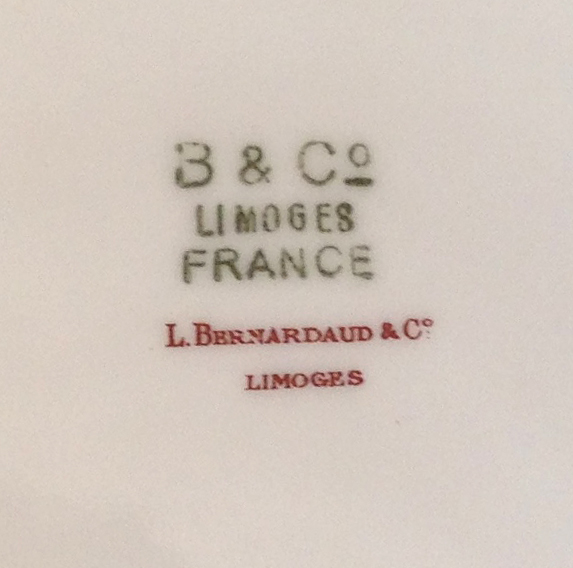 B & Cº
LIMOGES
FRANCE
L. BERNARDAUD & Cº
LIMOGES